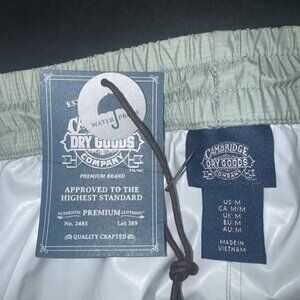 WATER
CAMBRIDGE
DRY GOODS
COMPANY
PREMIUM BRAND
APPROVED TO THE
HIGHEST STANDARD
AUTHENTIC PREMIUM CLOTHING
No. 2485 Lot 389
QUALITY CRAFTED
CAMBRIDGE
DRY GOODS
COMPANY
US: M
CA: M/M
UK: M
EU: M
AU: M
MADE IN
VIETNAM